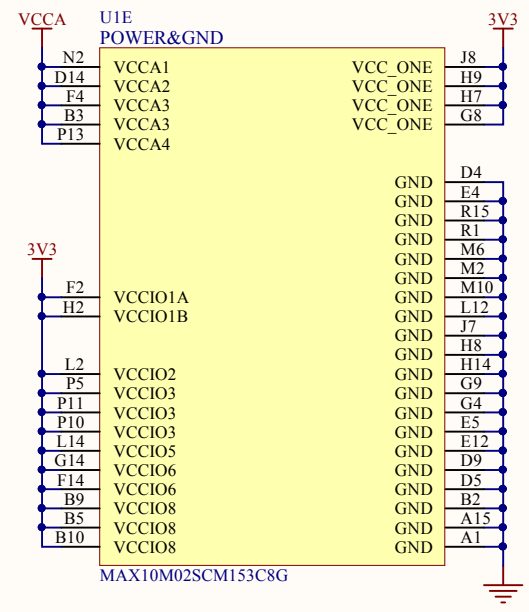 VCCA
U1E
3V3
POWER&GND
N2 VCCA1 VCC_ONE J8
D14 VCCA2 VCC_ONE H9
F4 VCCA3 VCC_ONE H7
B3 VCCA3 VCC_ONE G8
P13 VCCA4
GND D4
GND E4
GND R15
GND R1
3V3
GND M6
GND M2
F2 VCCIO1A GND M10
H2 VCCIO1B GND L12
GND J7
GND H8
L2 VCCIO2 GND H14
P5 VCCIO3 GND G9
P11 VCCIO3 GND G4
P10 VCCIO3 GND E5
L14 VCCIO5 GND E12
G14 VCCIO6 GND D9
F14 VCCIO6 GND D5
B9 VCCIO8 GND B2
B5 VCCIO8 GND A15
B10 VCCIO8 GND A1
MAX10M02SCM153C8G